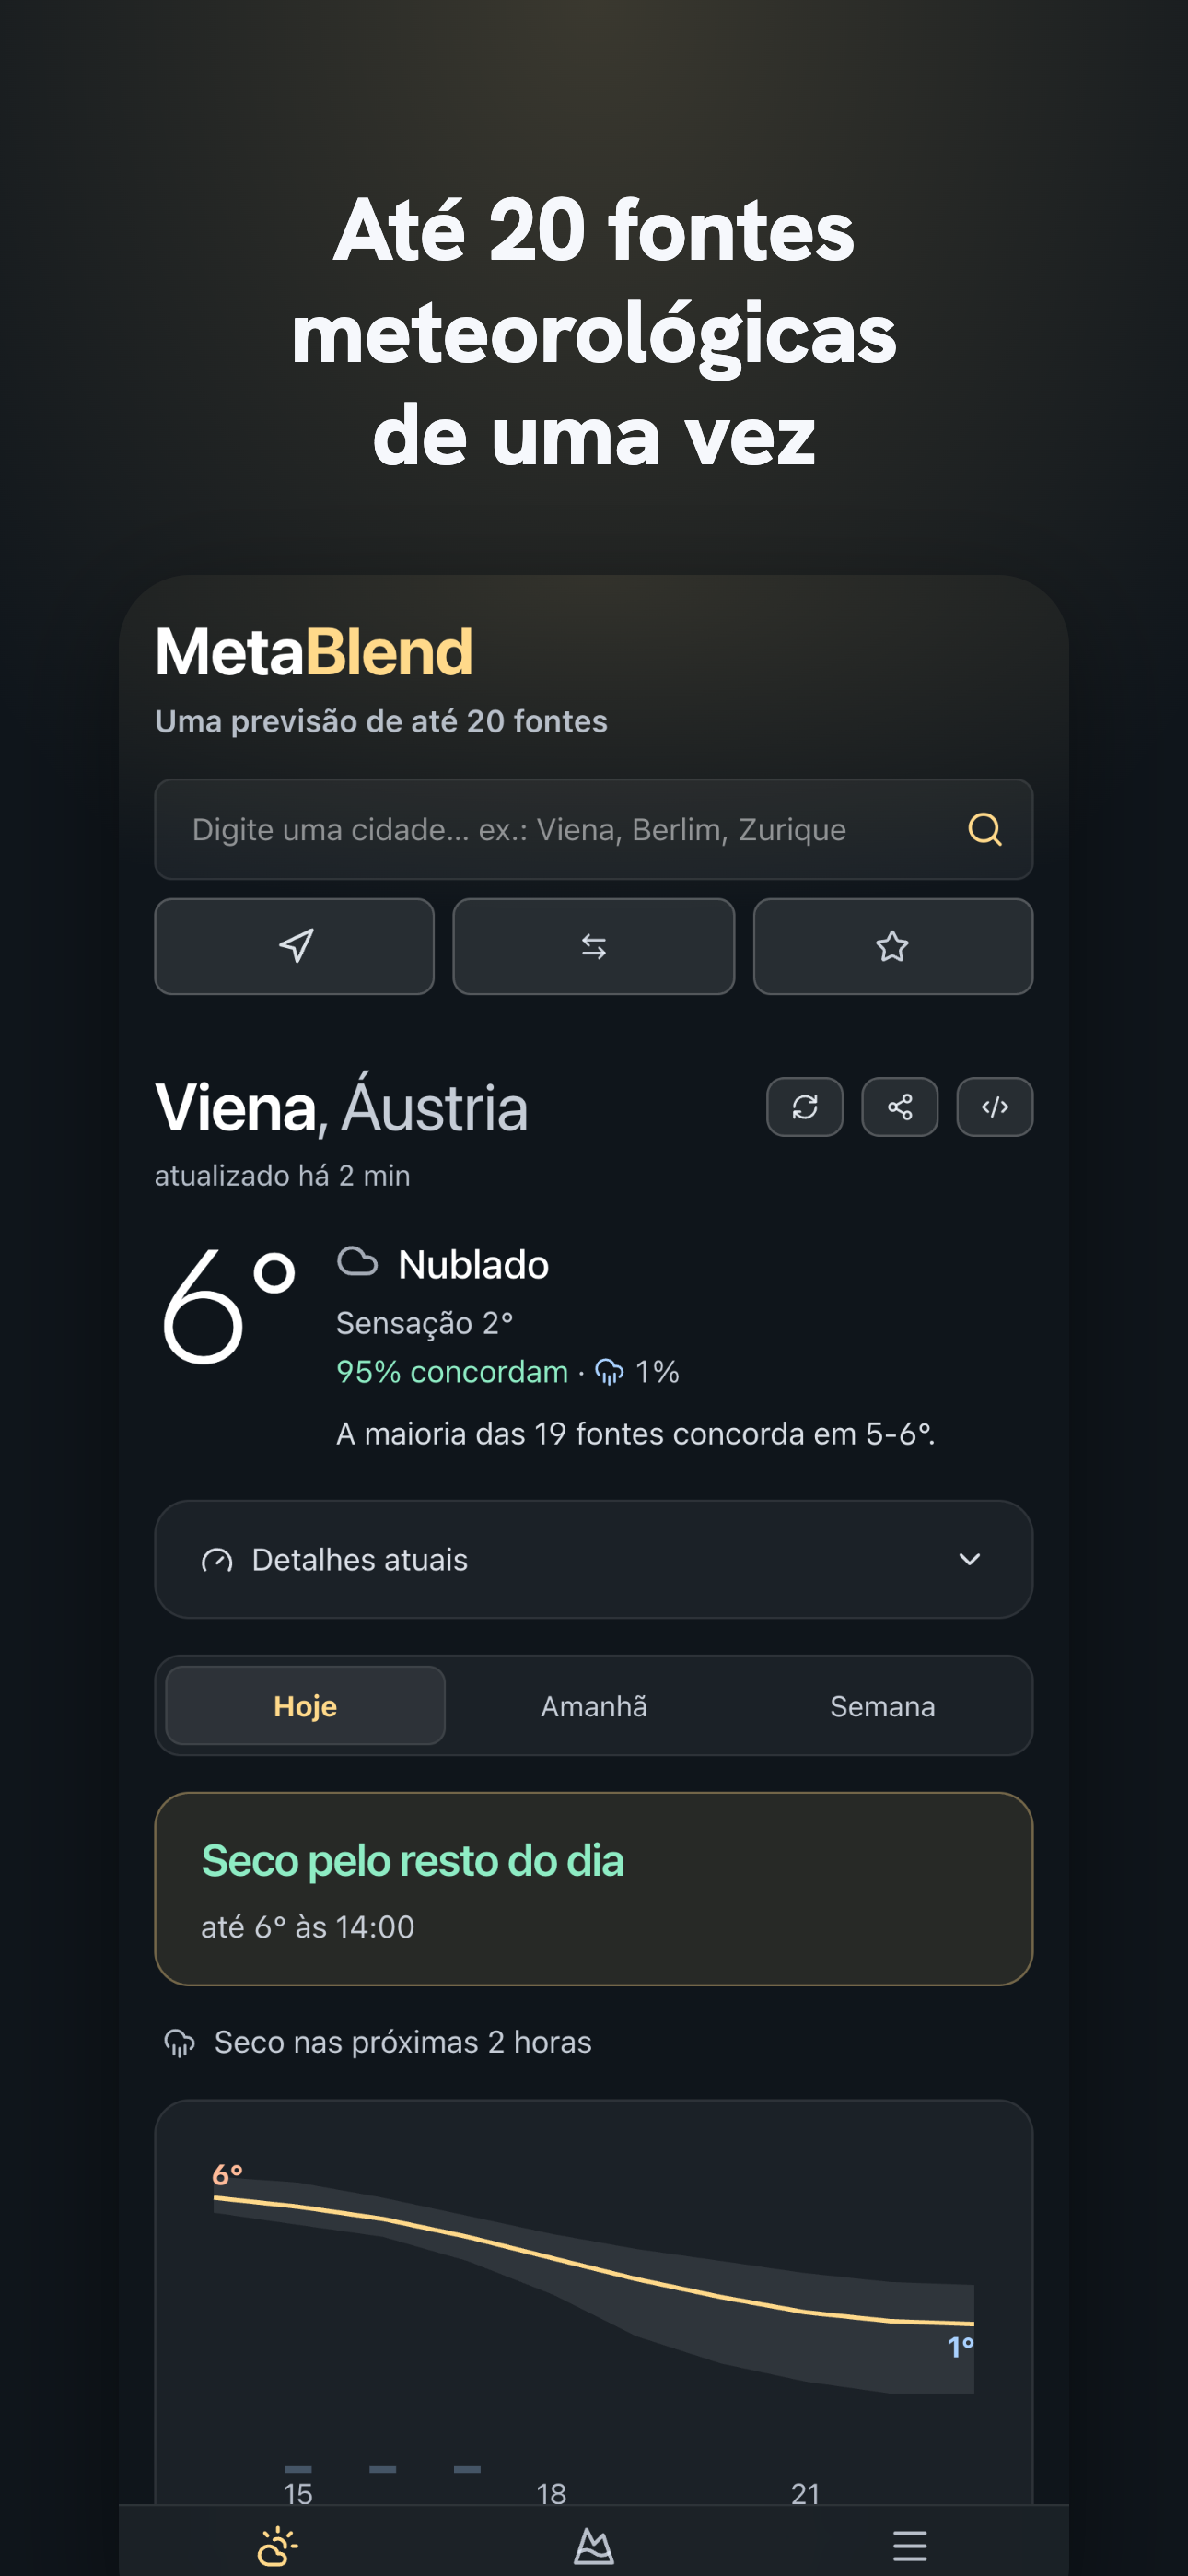 Até 20 fontes
meteorológicas
de uma vez
MetaBlend
Uma previsão de até 20 fontes
Digite uma cidade... ex.: Viena, Berlim, Zurique
Viena, Áustria
atualizado há 2 min
6°
Nublado
Sensação 2°
95% concordam · 1%
A maioria das 19 fontes concorda em 5-6°.
Detalhes atuais
Hoje Amanhã Semana
Seco pelo resto do dia
até 6° às 14:00
Seco nas próximas 2 horas
6°
1°
15 18 21